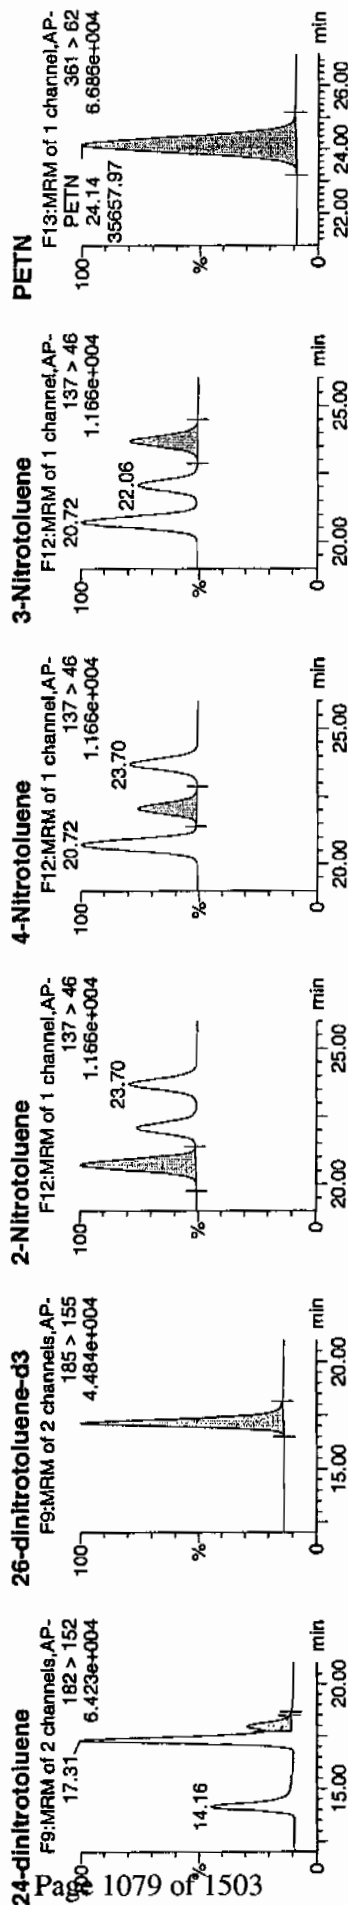 24-dinitrotoluene
F9:MRM of 2 channels,AP-
182 > 152
6.423e+004
17.31
14.16
%
0
15.00
20.00
min
26-dinitrotoluene-d3
F9:MRM of 2 channels,AP-
185 > 155
4.484e+004
100
%
0
15.00
20.00
min
2-Nitrotoluene
F12:MRM of 1 channel,AP-
137 > 46
1.166e+004
100
23.70
%
0
20.00
25.00
min
4-Nitrotoluene
F12:MRM of 1 channel,AP-
137 > 46
1.166e+004
100
20.72
23.70
%
0
20.00
25.00
min
3-Nitrotoluene
F12:MRM of 1 channel,AP-
137 > 46
1.166e+004
100
20.72
22.06
%
0
20.00
25.00
min
PETN
F13:MRM of 1 channel,AP-
361 > 62
6.686e+004
100
PETN
24.14
35657.97
%
0
22.00
24.00
26.00
min
Page 1079 of 1503